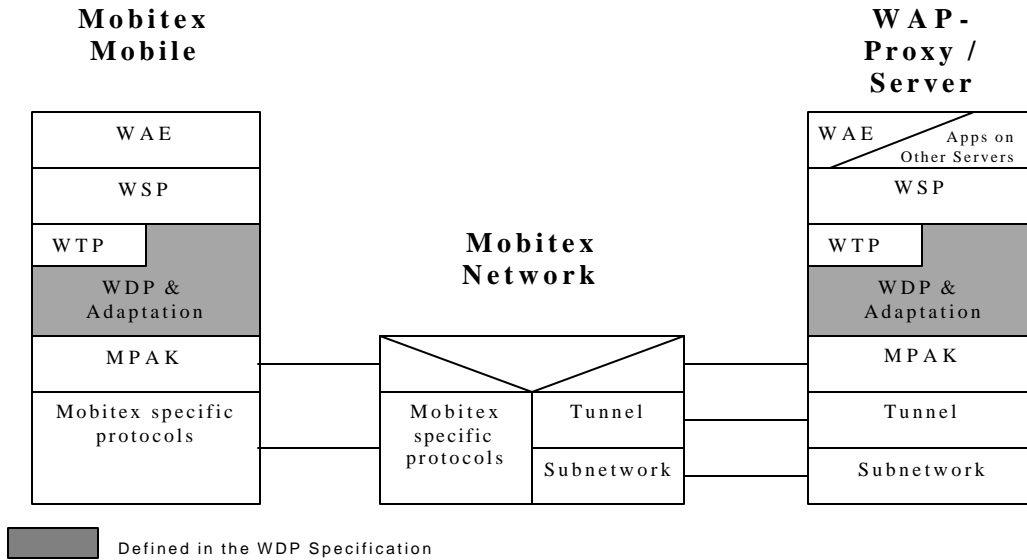 Mobitex
Mobile
WAP-
Proxy /
Server
WAE
WSP
WTP
WDP &
Adaptation
MPAK
Mobitex specific
protocols
Mobitex
Network
Mobitex
specific
protocols
Tunnel
Subnetwork
WAE
Apps on
Other Servers
WSP
WTP
WDP &
Adaptation
MPAK
Tunnel
Subnetwork
Defined in the WDP Specification